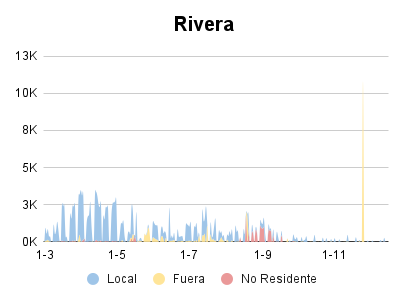 Rivera
13K
10K
8K
5K
3K
0K
1-3 1-5 1-7 1-9 1-11
Local Fuera No Residente